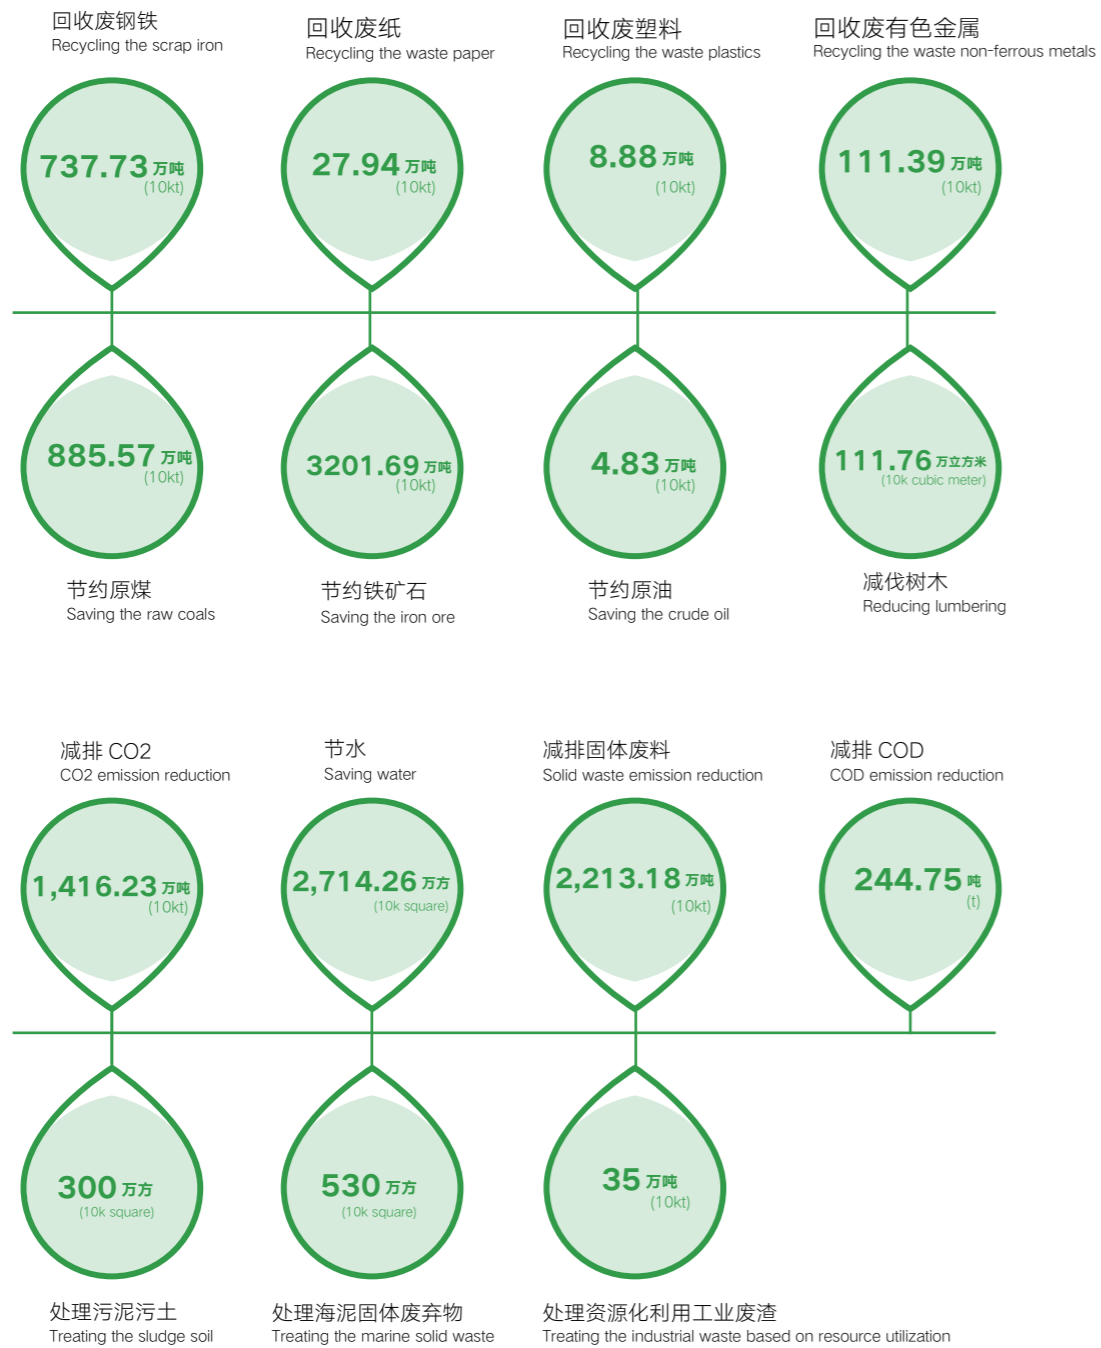 回收废钢铁
Recycling the scrap iron
回收废纸
Recycling the waste paper
回收废塑料
Recycling the waste plastics
回收废有色金属
Recycling the waste non-ferrous metals
737.73 万吨
(10kt)
27.94 万吨
(10kt)
8.88 万吨
(10kt)
111.39 万吨
(10kt)
885.57 万吨
(10kt)
3201.69 万吨
(10kt)
4.83 万吨
(10kt)
111.76 万立方米
(10k cubic meter)
节约原煤
Saving the raw coals
节约铁矿石
Saving the iron ore
节约原油
Saving the crude oil
减伐树木
Reducing lumbering
减排 CO2
CO2 emission reduction
节水
Saving water
减排固体废料
Solid waste emission reduction
减排 COD
COD emission reduction
1,416.23 万吨
(10kt)
2,714.26 万方
(10k square)
2,213.18 万吨
(10kt)
244.75 吨
(t)
300 万方
(10k square)
530 万方
(10k square)
35 万吨
(10kt)
处理污泥污土
Treating the sludge soil
处理海泥固体废弃物
Treating the marine solid waste
处理资源化利用工业废渣
Treating the industrial waste based on resource utilization